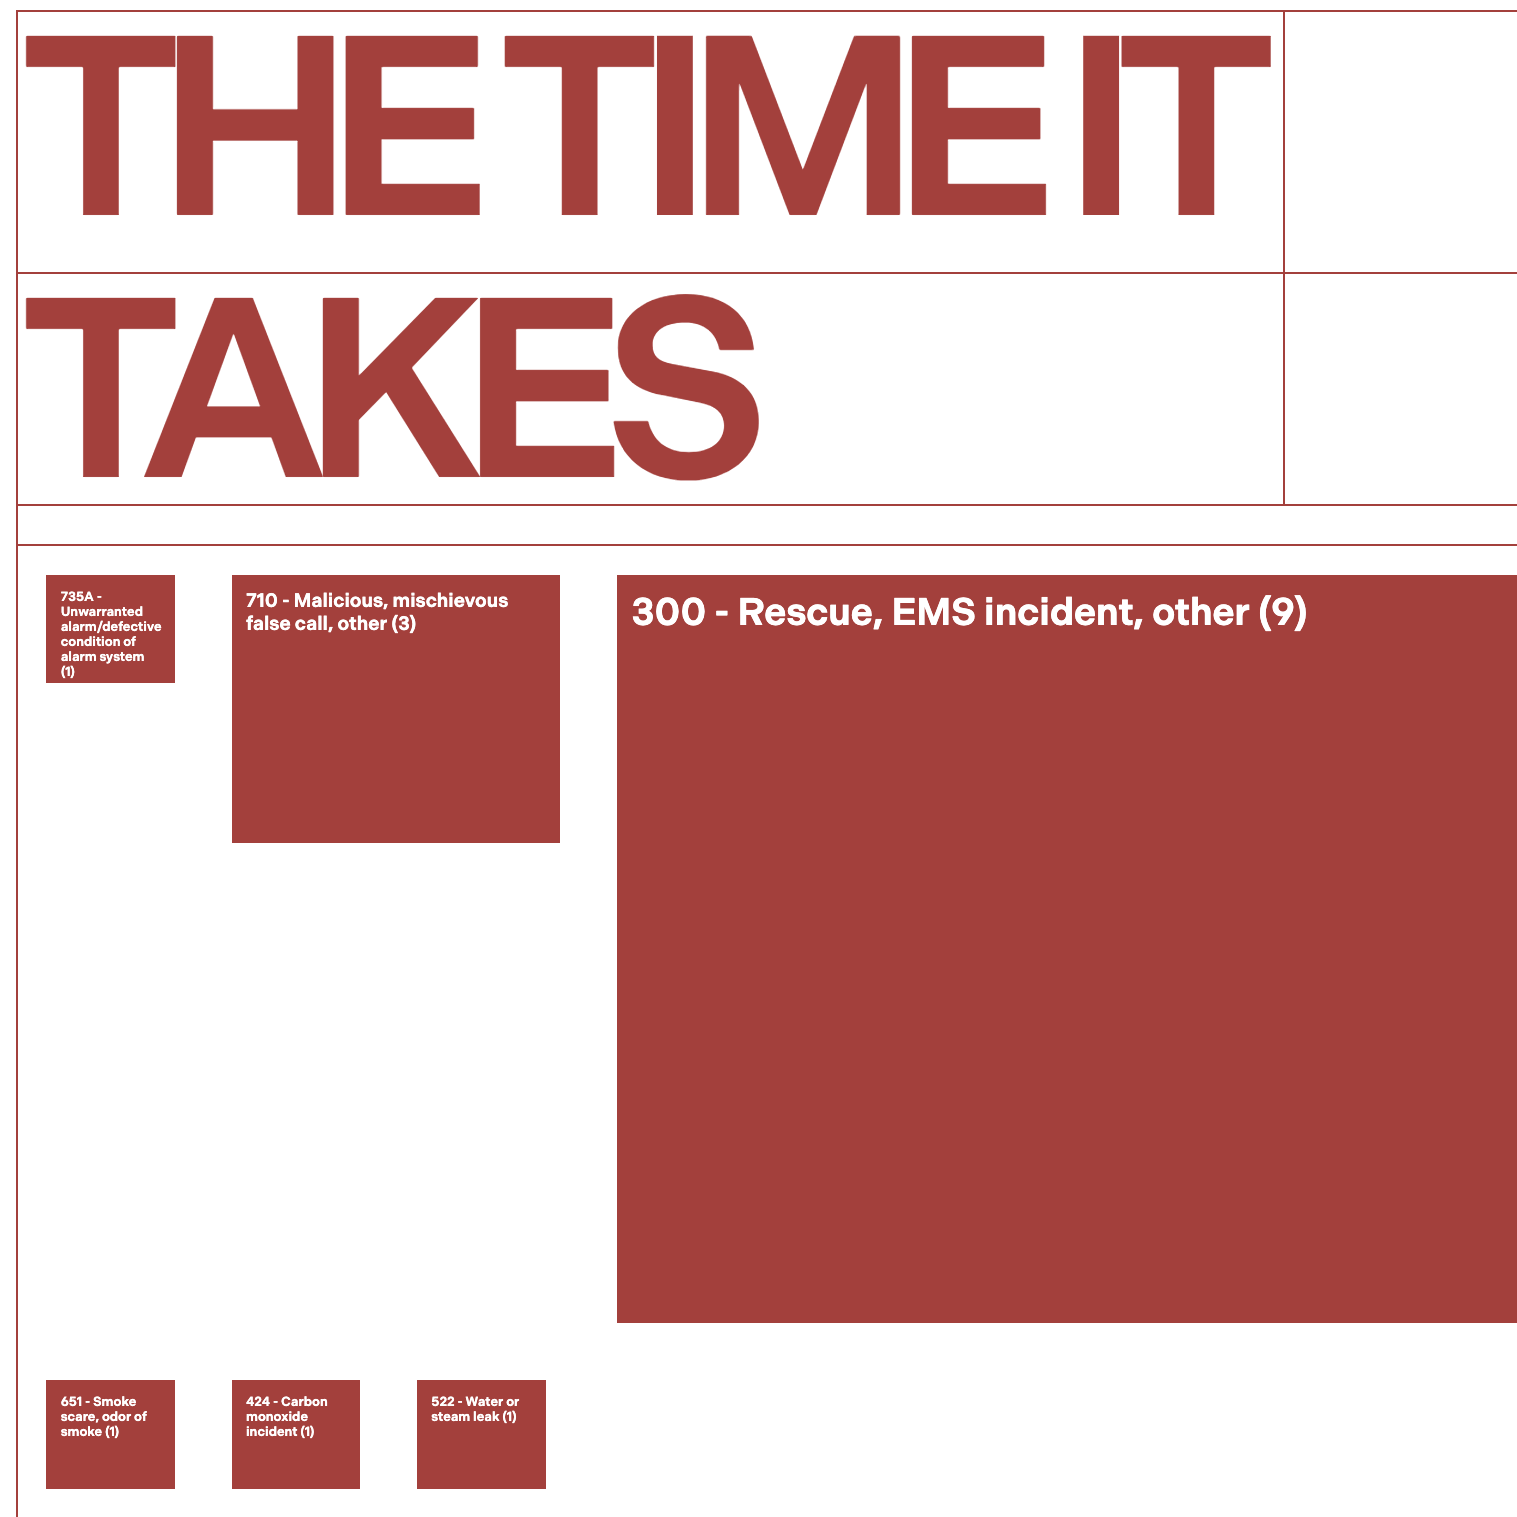 THE TIME IT
TAKES
735A -
Unwarranted
alarm/defective
condition of
alarm system
(1)
710 - Malicious, mischievous
false call, other (3)
300 - Rescue, EMS incident, other (9)
651 - Smoke
scare, odor of
smoke (1)
424 - Carbon
monoxide
incident (1)
522 - Water or
steam leak (1)